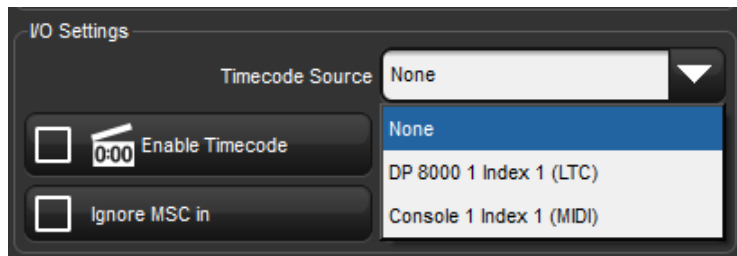 I/O Settings
Timecode Source None
0:00 Enable Timecode
None
DP 8000 1 Index 1 (LTC)
Ignore MSC in
Console 1 Index 1 (MIDI)